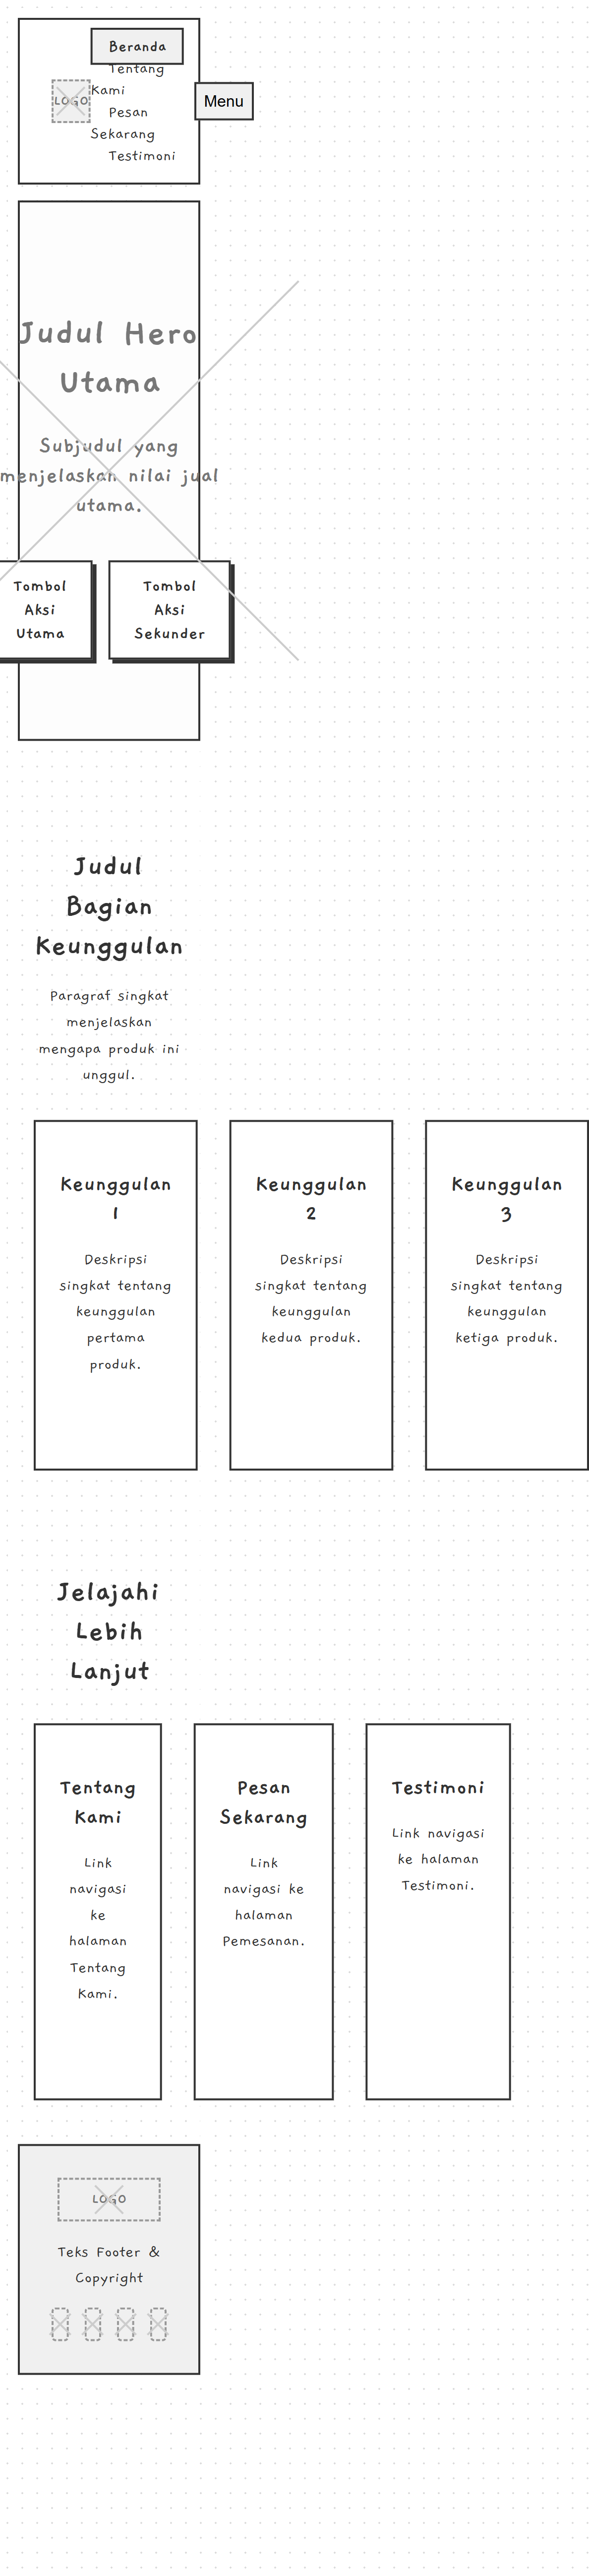 Beranda
Tentang
Kami
Pesan
Sekarang
Testimoni
LOGO
Menu
Judul Hero
Utama
Subjudul yang
menjelaskan nilai jual
utama.
Tombol
Aksi
Utama
Tombol
Aksi
Sekunder
Judul
Bagian
Keunggulan
Paragraf singkat
menjelaskan
mengapa produk ini
unggul.
Keunggulan
1
Deskripsi
singkat tentang
keunggulan
pertama
produk.
Keunggulan
2
Deskripsi
singkat tentang
keunggulan
kedua produk.
Keunggulan
3
Deskripsi
singkat tentang
keunggulan
ketiga produk.
Jelajahi
Lebih
Lanjut
Tentang
Kami
Link
navigasi
ke
halaman
Tentang
Kami.
Pesan
Sekarang
Link
navigasi ke
halaman
Pemesanan.
Testimoni
Link navigasi
ke halaman
Testimoni.
LOGO
Teks Footer &
Copyright